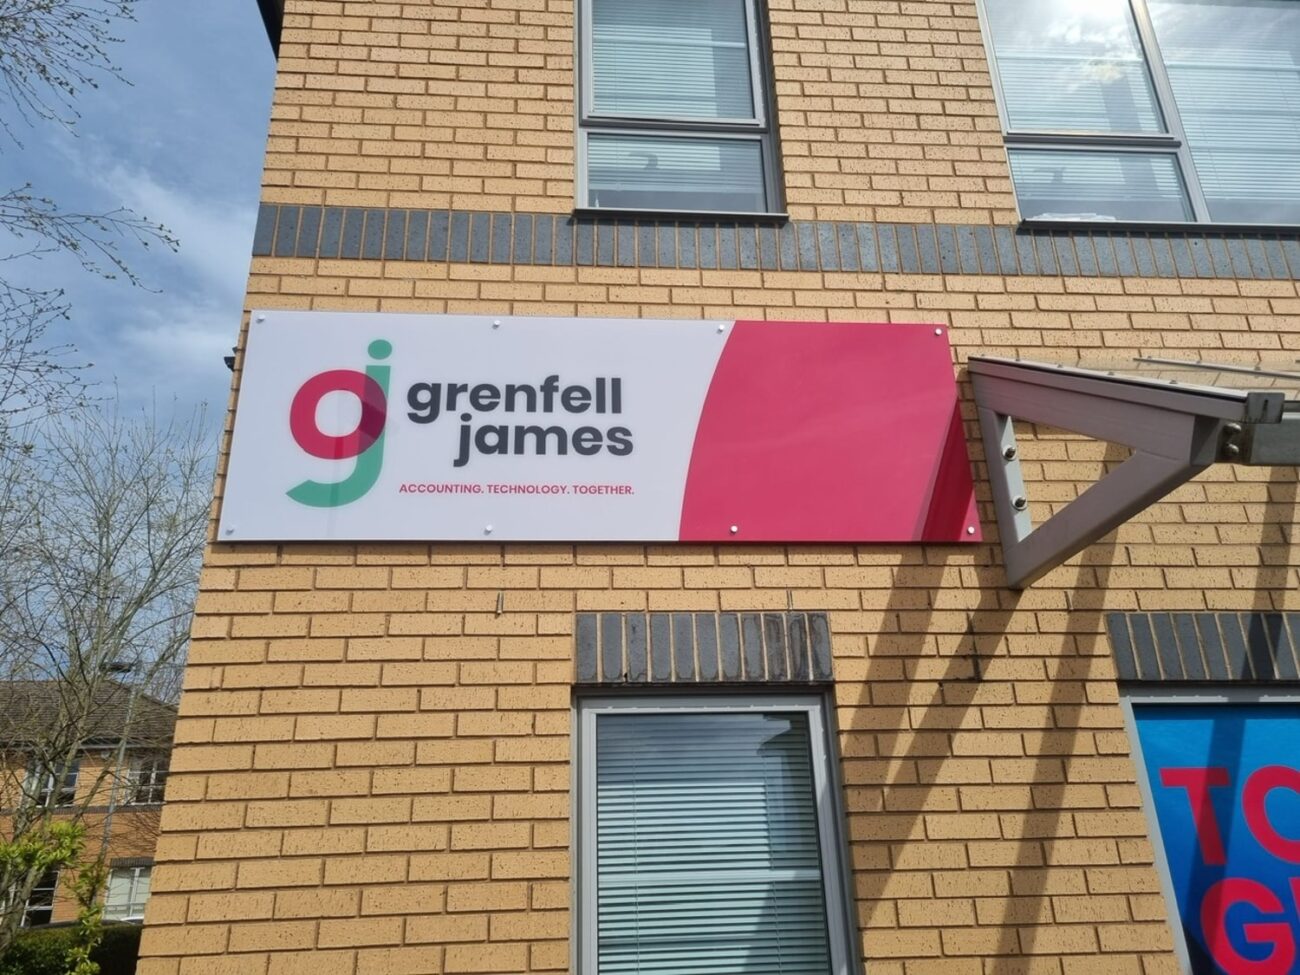 gj
grenfell
james
ACCOUNTING. TECHNOLOGY. TOGETHER.